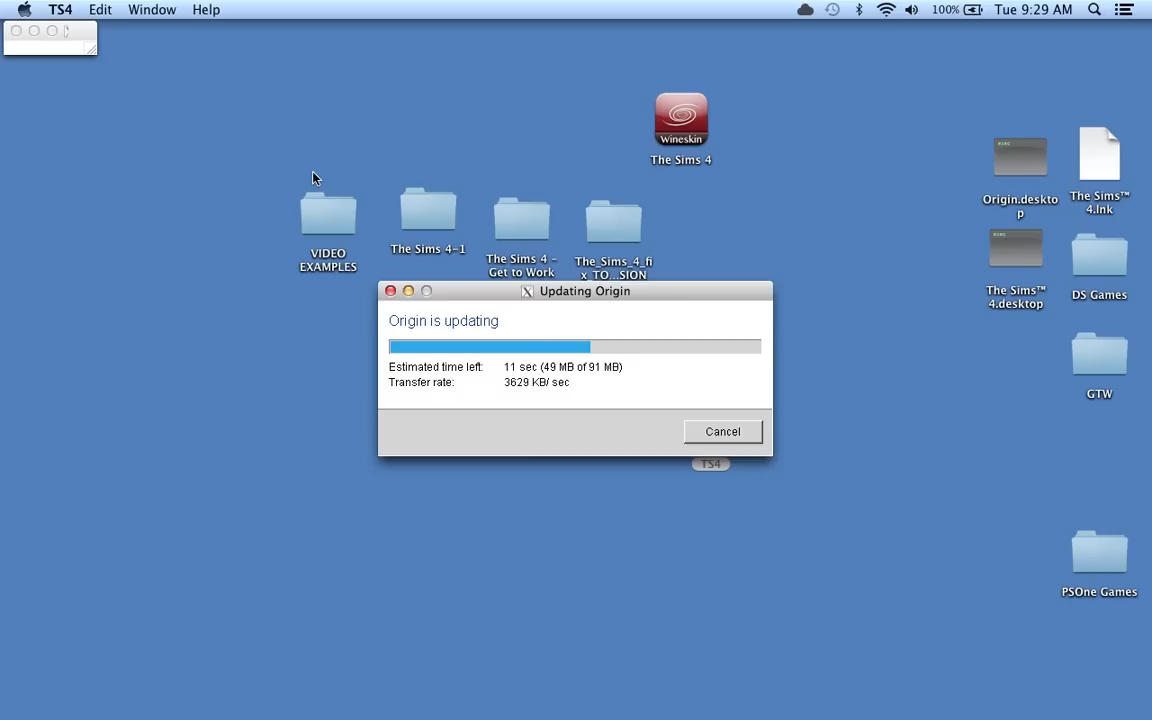 TS4 Edit Window Help 100% Tue 9:29 AM
Wineskin
The Sims 4
EXEC
Origin.deskto
p
The Sims™
4.lnk
VIDEO
EXAMPLES
The Sims 4-1
The Sims 4 -
Get to Work
The_Sims_4_fi
x_TO...SION
EXEC
The Sims™
4.desktop
DS Games
X Updating Origin
Origin is updating
Estimated time left: 11 sec (49 MB of 91 MB)
Transfer rate: 3629 KB/ sec
Cancel
GTW
TS4
PSOne Games